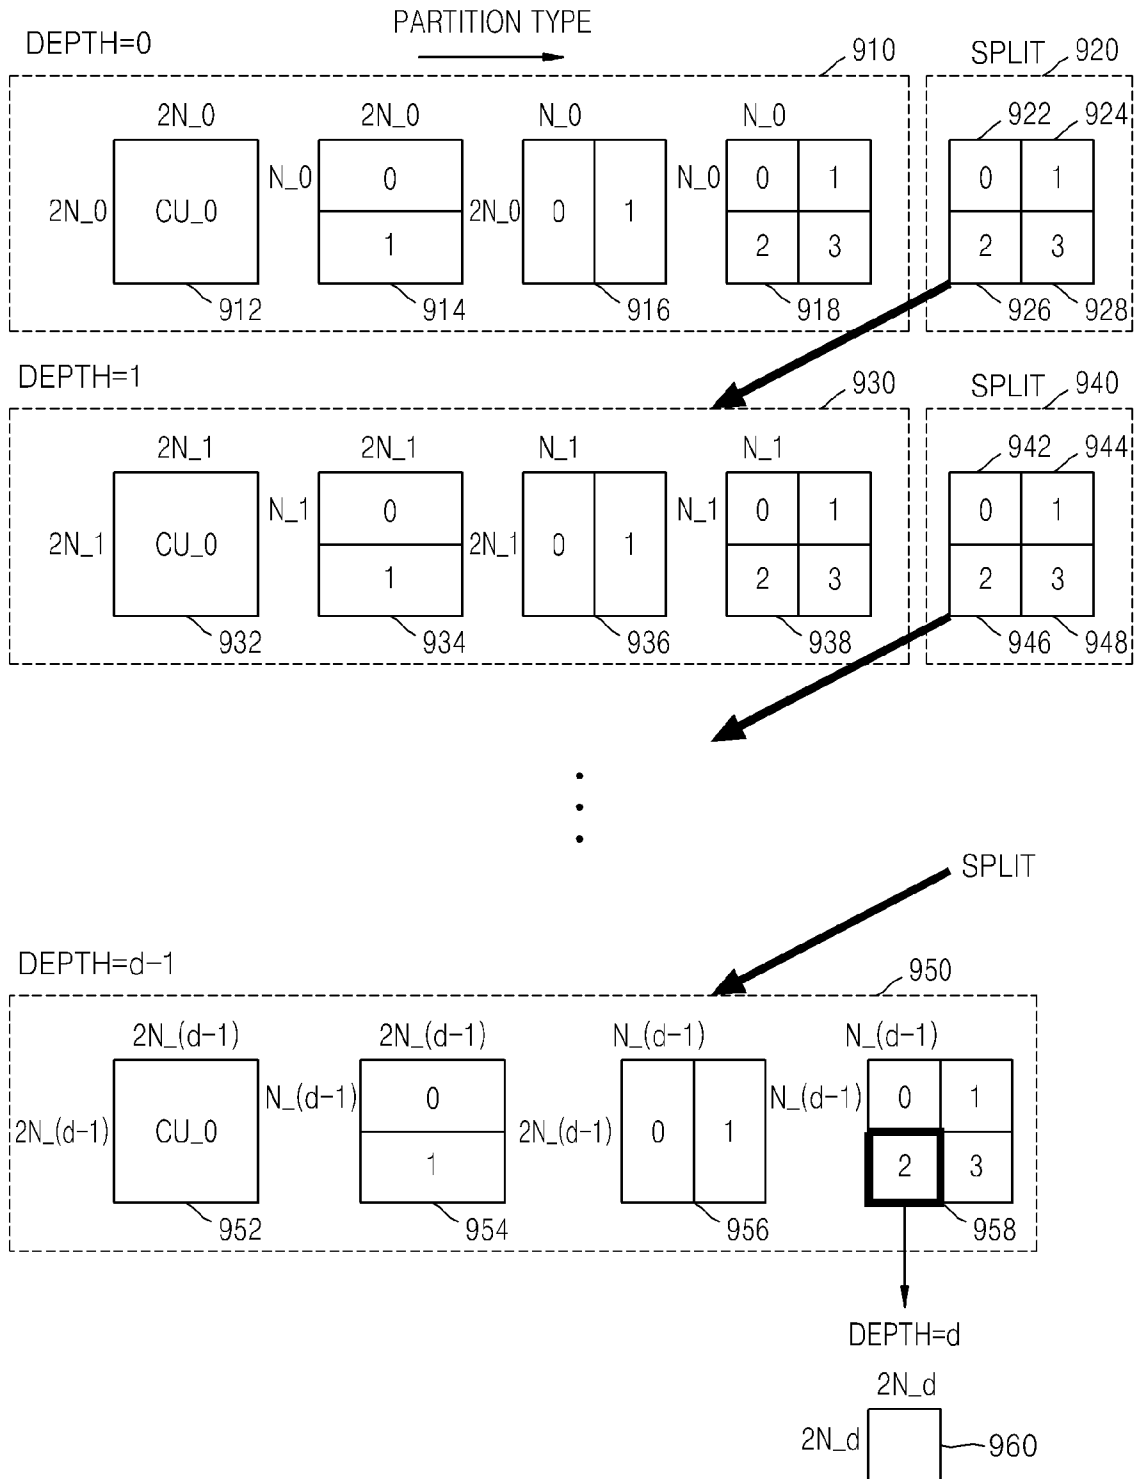 PARTITION TYPE
DEPTH=0
910
SPLIT
920
2N_0
2N_0
N_0
N_0
922
924
2N_0
CU_0
N_0
0
1
2N_0
0
1
N_0
0
1
2
3
0
1
2
3
912
914
916
918
926
928
DEPTH=1
930
SPLIT
940
2N_1
2N_1
N_1
N_1
942
944
2N_1
CU_0
N_1
0
1
2N_1
0
1
N_1
0
1
2
3
0
1
2
3
932
934
936
938
946
948
SPLIT
DEPTH=d-1
950
2N_(d-1)
2N_(d-1)
N_(d-1)
N_(d-1)
2N_(d-1)
CU_0
N_(d-1)
0
1
2N_(d-1)
0
1
N_(d-1)
0
1
2
3
952
954
956
958
DEPTH=d
2N_d
2N_d
960